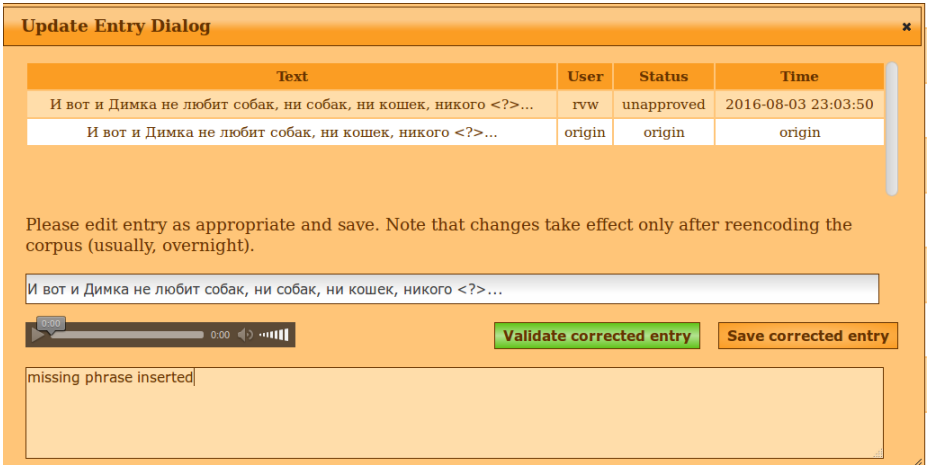 Update Entry Dialog
Text User Status Time
И вот и Димка не любит собак, ни собак, ни кошек, никого <?>... rvw unapproved 2016-08-03 23:03:50
И вот и Димка не любит собак, ни кошек, никого <?>... origin origin origin
Please edit entry as appropriate and save. Note that changes take effect only after reencoding the
corpus (usually, overnight).
И вот и Димка не любит собак, ни собак, ни кошек, никого <?>...
0:00
0:00
Validate corrected entry Save corrected entry
missing phrase inserted